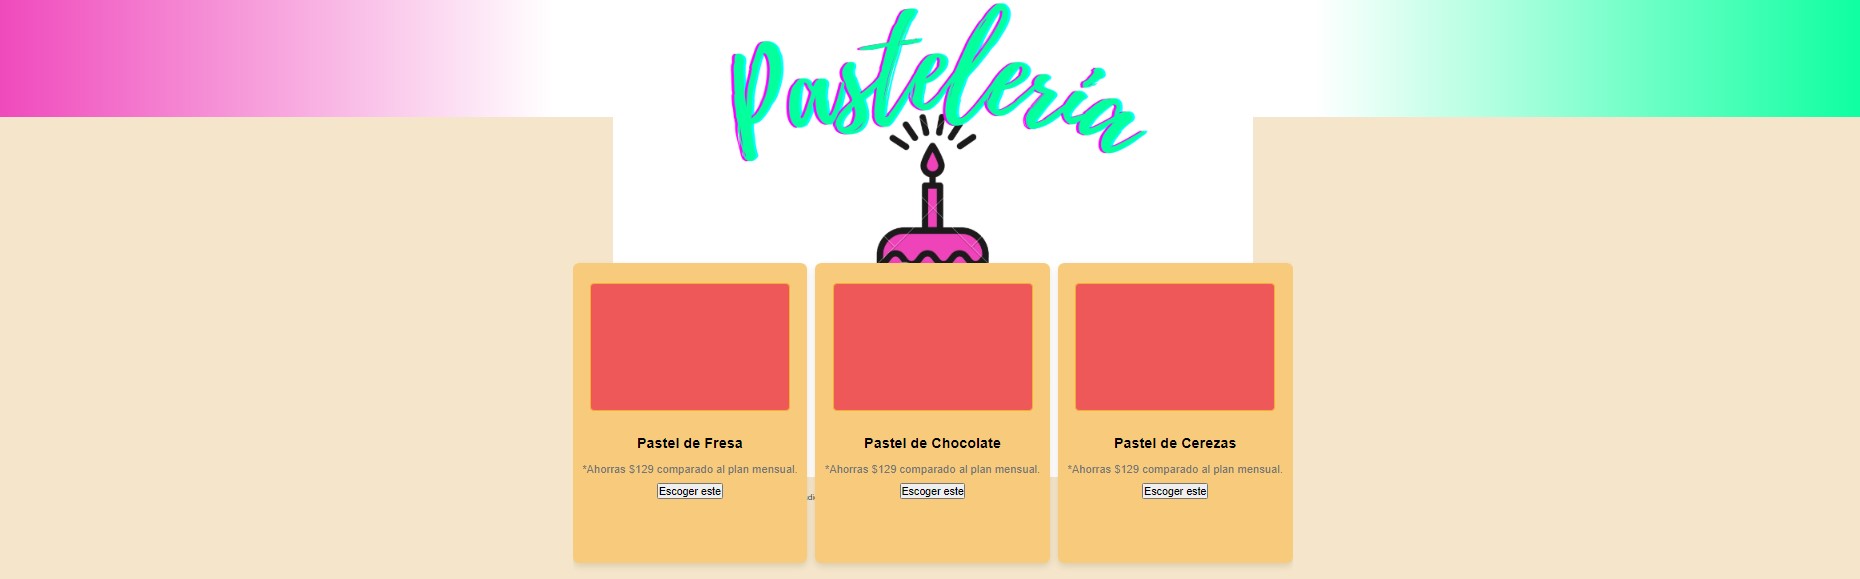 Pastelería
Pastel de Fresa
*Ahorras $129 comparado al plan mensual.
Escoger este
Pastel de Chocolate
*Ahorras $129 comparado al plan mensual.
Escoger este
Pastel de Cerezas
*Ahorras $129 comparado al plan mensual.
Escoger este